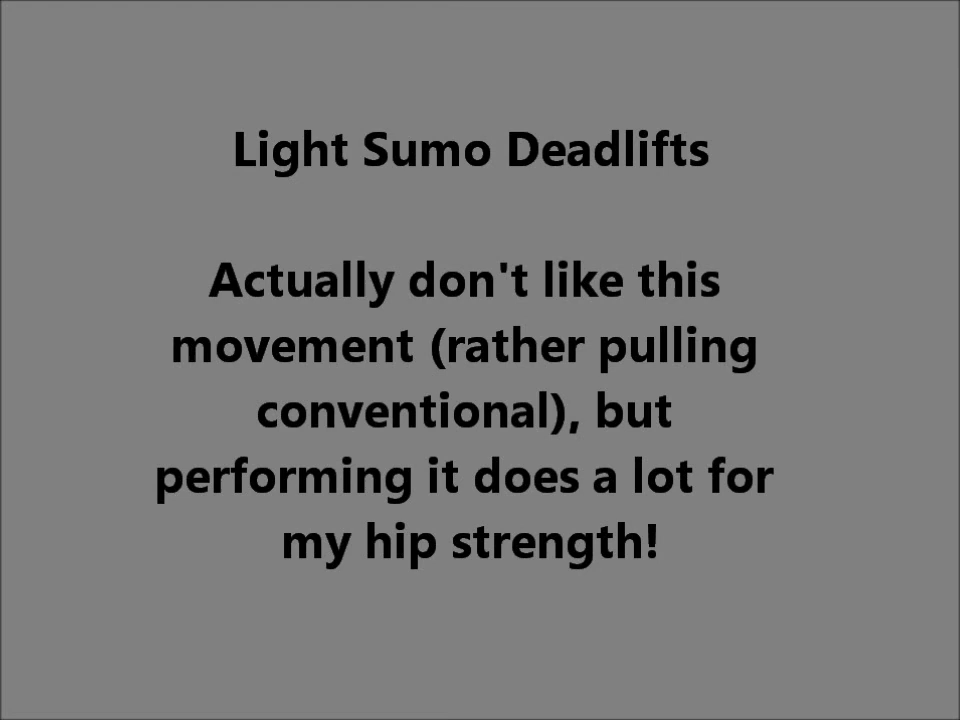 Light Sumo Deadlifts
Actually don't like this
movement (rather pulling
conventional), but
performing it does a lot for
my hip strength!